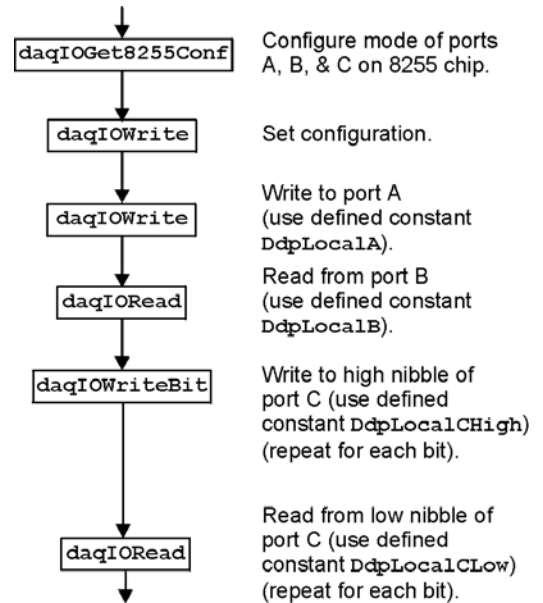 daqIOGet8255Conf
Configure mode of ports
A, B, & C on 8255 chip.
daqIOWrite
Set configuration.
daqIOWrite
Write to port A
(use defined constant
DdpLocalA).
daqIORead
Read from port B
(use defined constant
DdpLocalB).
daqIOWriteBit
Write to high nibble of
port C (use defined
constant DdpLocalCHigh)
(repeat for each bit).
daqIORead
Read from low nibble of
port C (use defined
constant DdpLocalCLow)
(repeat for each bit).